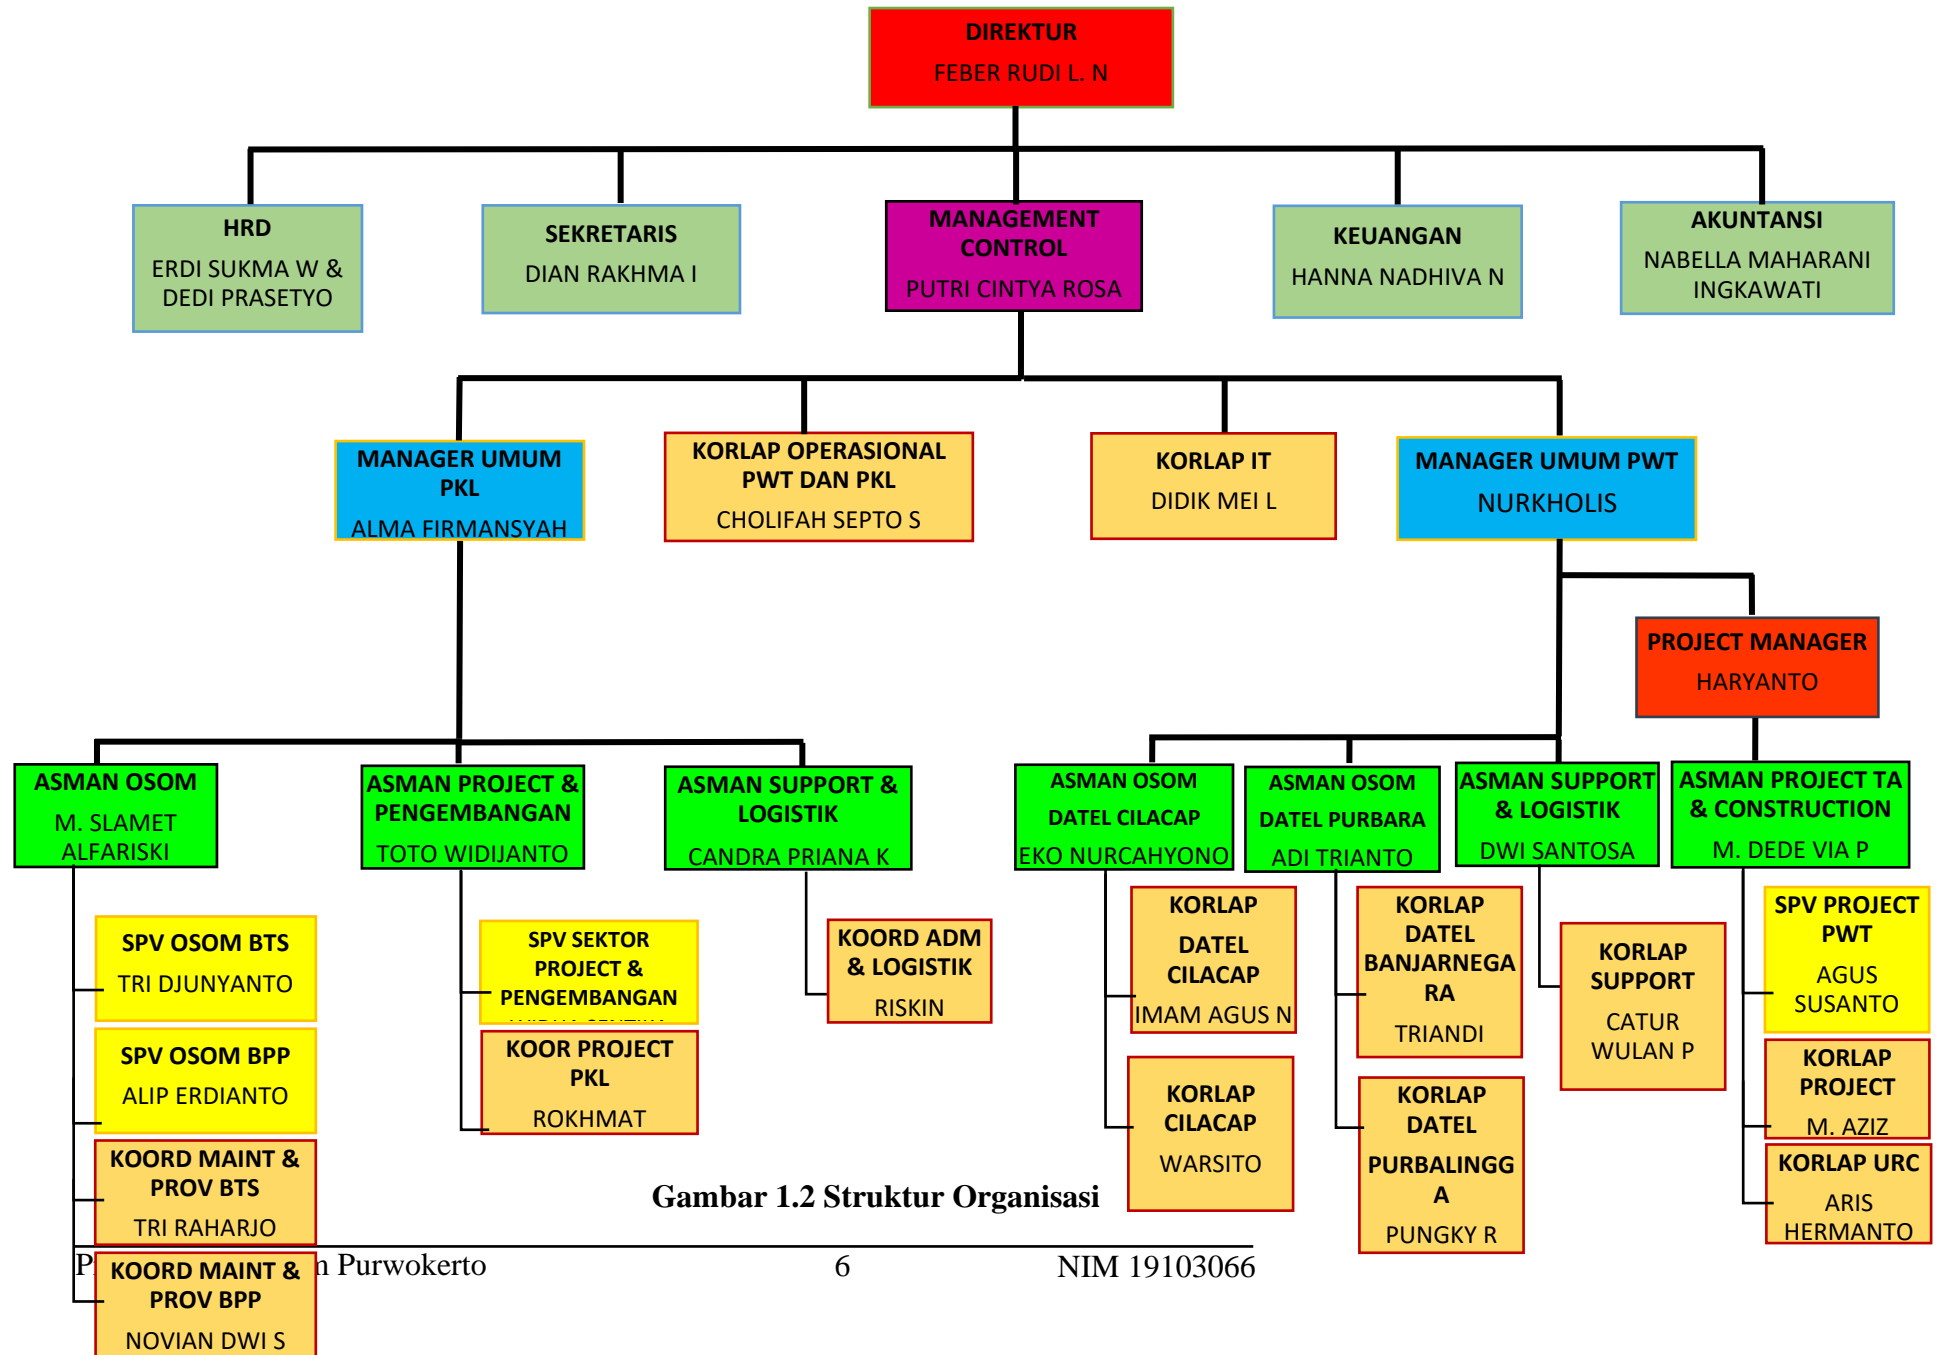 DIREKTUR
FEBER RUDI L. N
HRD
ERDI SUKMA W &
DEDI PRASETYO
SEKRETARIS
DIAN RAKHMA I
MANAGEMENT
CONTROL
PUTRI CINTYA ROSA
KEUANGAN
HANNA NADHIVA N
AKUNTANSI
NABELLA MAHARANI
INGKAWATI
MANAGER UMUM
PKL
ALMA FIRMANSYAH
KORLAP OPERASIONAL
PWT DAN PKL
CHOLIFAH SEPTO S
KORLAP IT
DIDIK MEI L
MANAGER UMUM PWT
NURKHOLIS
PROJECT MANAGER
HARYANTO
ASMAN OSOM
M. SLAMET
ALFARISKI
ASMAN PROJECT &
PENGEMBANGAN
TOTO WIDIJANTO
ASMAN SUPPORT &
LOGISTIK
CANDRA PRIANA K
ASMAN OSOM
DATEL CILACAP
EKO NURCAHYONO
ASMAN OSOM
DATEL PURBARA
ADI TRIANTO
ASMAN SUPPORT
& LOGISTIK
DWI SANTOSA
ASMAN PROJECT TA
& CONSTRUCTION
M. DEDE VIA P
SPV OSOM BTS
TRI DJUNYANTO
SPV OSOM BPP
ALIP ERDIANTO
KOORD MAINT &
PROV BTS
TRI RAHARJO
KOORD MAINT &
PROV BPP
NOVIAN DWI S
SPV SEKTOR
PROJECT &
PENGEMBANGAN
KOOR PROJECT
PKL
ROKHMAT
KOORD ADM
& LOGISTIK
RISKIN
KORLAP
DATEL
CILACAP
IMAM AGUS N
KORLAP
CILACAP
WARSITO
KORLAP
DATEL
BANJARNEGA
RA
TRIANDI
KORLAP
DATEL
PURBALINGG
A
PUNGKY R
KORLAP
SUPPORT
CATUR
WULAN P
SPV PROJECT
PWT
AGUS
SUSANTO
KORLAP
PROJECT
M. AZIZ
KORLAP URC
ARIS
HERMANTO
Gambar 1.2 Struktur Organisasi
Purwokerto 6 NIM 19103066